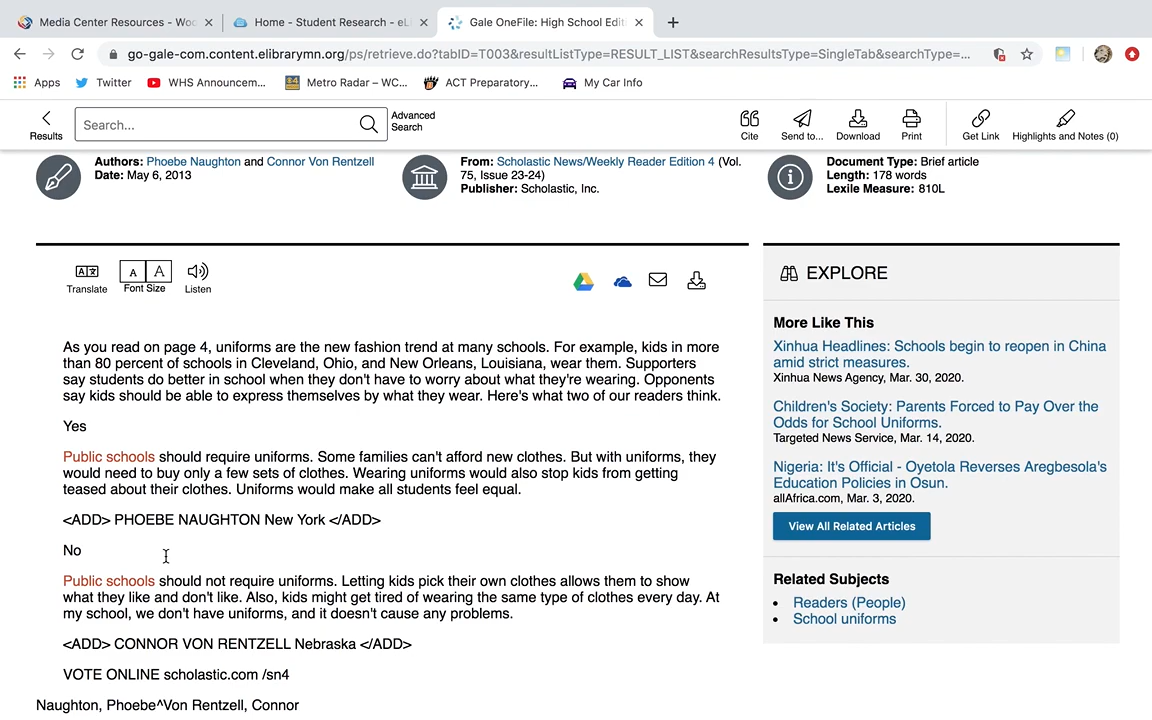 Media Center Resources - Woo
Home - Student Research - eLi
Gale OneFile: High School Editi
go-gale-com.content.elibrarymn.org/ps/retrieve.do?tabID=T003&resultListType=RESULT_LIST&searchResultsType=SingleTab&searchType=...
Apps
Twitter
WHS Announcem...
Metro Radar – WC...
ACT Preparatory...
My Car Info
Results
Search...
Advanced
Search
Cite
Send to...
Download
Print
Get Link
Highlights and Notes (0)
Authors: Phoebe Naughton and Connor Von Rentzell
Date: May 6, 2013
From: Scholastic News/Weekly Reader Edition 4 (Vol.
75, Issue 23-24)
Publisher: Scholastic, Inc.
Document Type: Brief article
Length: 178 words
Lexile Measure: 810L
Translate
A A
Font Size
Listen
As you read on page 4, uniforms are the new fashion trend at many schools. For example, kids in more
than 80 percent of schools in Cleveland, Ohio, and New Orleans, Louisiana, wear them. Supporters
say students do better in school when they don't have to worry about what they're wearing. Opponents
say kids should be able to express themselves by what they wear. Here's what two of our readers think.
Yes
Public schools should require uniforms. Some families can't afford new clothes. But with uniforms, they
would need to buy only a few sets of clothes. Wearing uniforms would also stop kids from getting
teased about their clothes. Uniforms would make all students feel equal.
<ADD> PHOEBE NAUGHTON New York </ADD>
No
Public schools should not require uniforms. Letting kids pick their own clothes allows them to show
what they like and don't like. Also, kids might get tired of wearing the same type of clothes every day. At
my school, we don't have uniforms, and it doesn't cause any problems.
<ADD> CONNOR VON RENTZELL Nebraska </ADD>
VOTE ONLINE scholastic.com /sn4
Naughton, Phoebe^Von Rentzell, Connor
EXPLORE
More Like This
Xinhua Headlines: Schools begin to reopen in China
amid strict measures.
Xinhua News Agency, Mar. 30, 2020.
Children's Society: Parents Forced to Pay Over the
Odds for School Uniforms.
Targeted News Service, Mar. 14, 2020.
Nigeria: It's Official - Oyetola Reverses Aregbesola's
Education Policies in Osun.
allAfrica.com, Mar. 3, 2020.
View All Related Articles
Related Subjects
• Readers (People)
• School uniforms